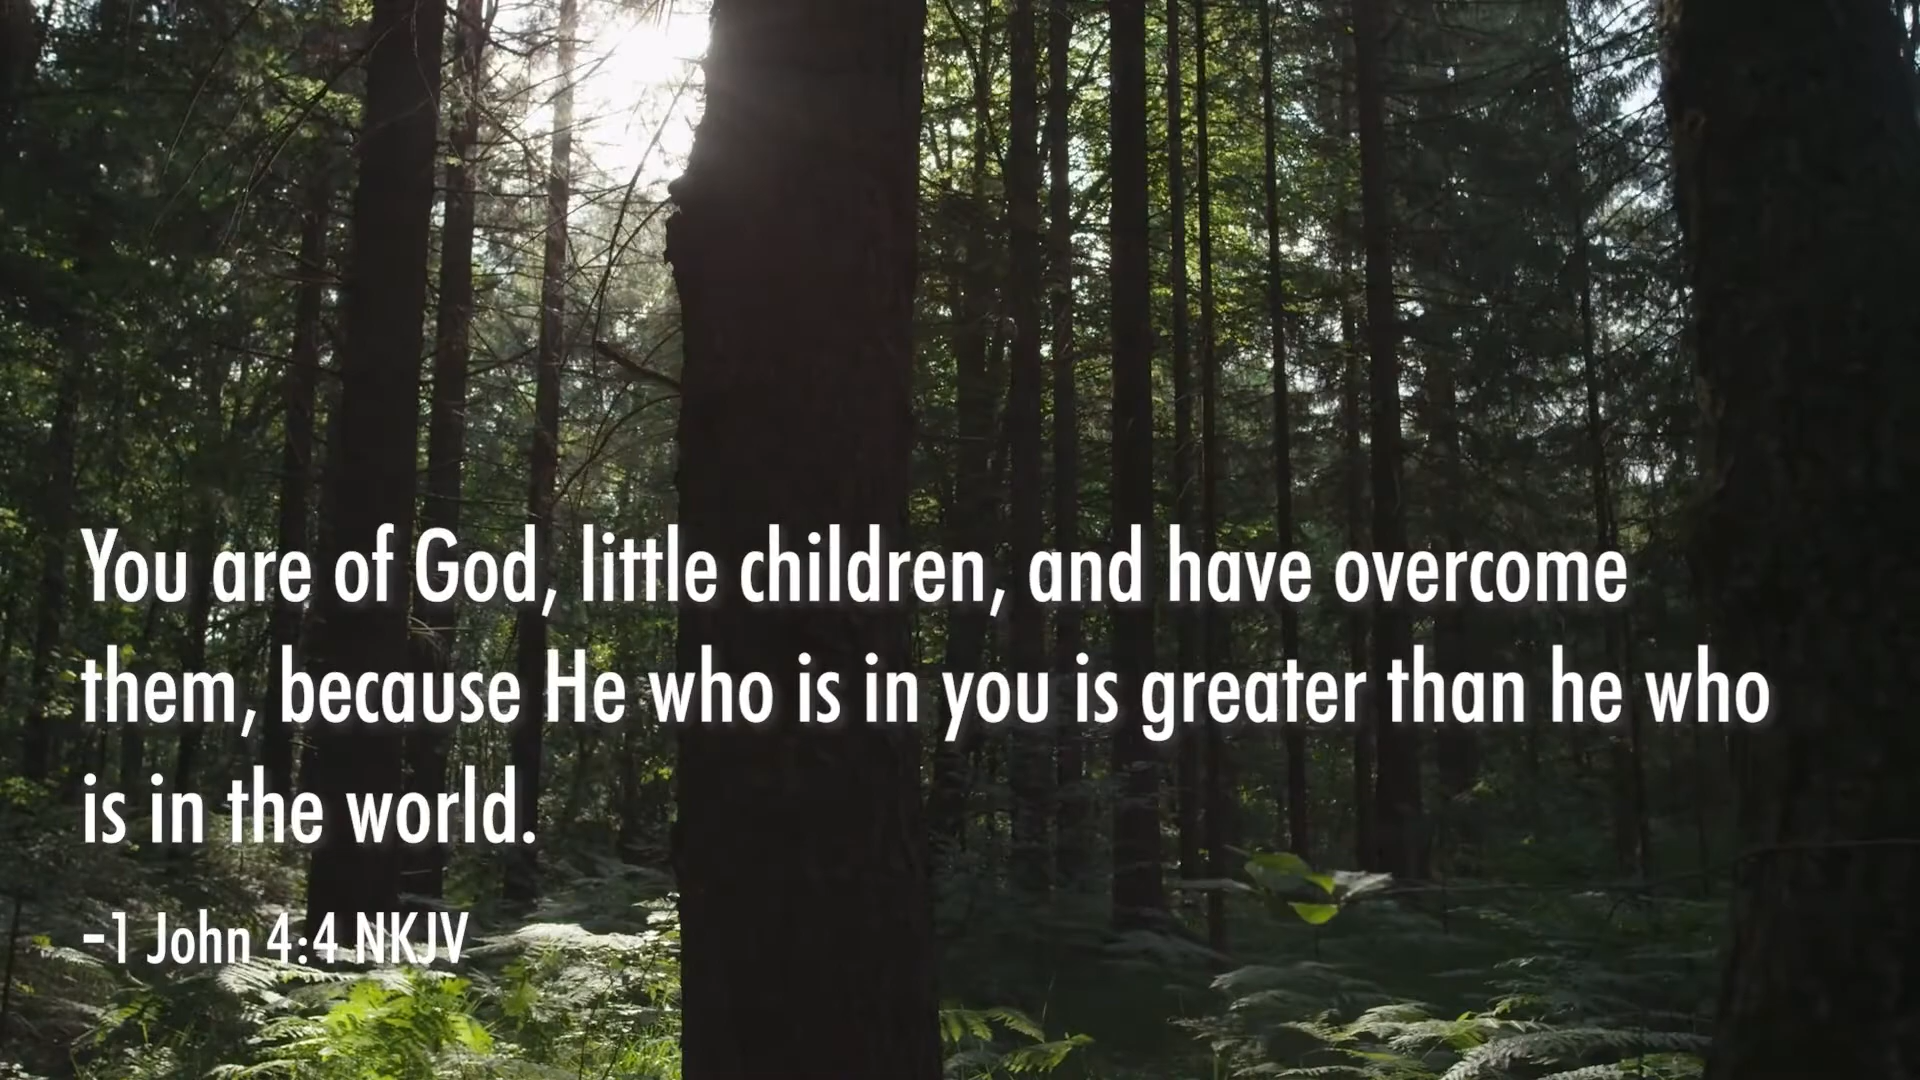 You are of God, little children, and have overcome
them, because He who is in you is greater than he who
is in the world.
-1 John 4:4 NKJV